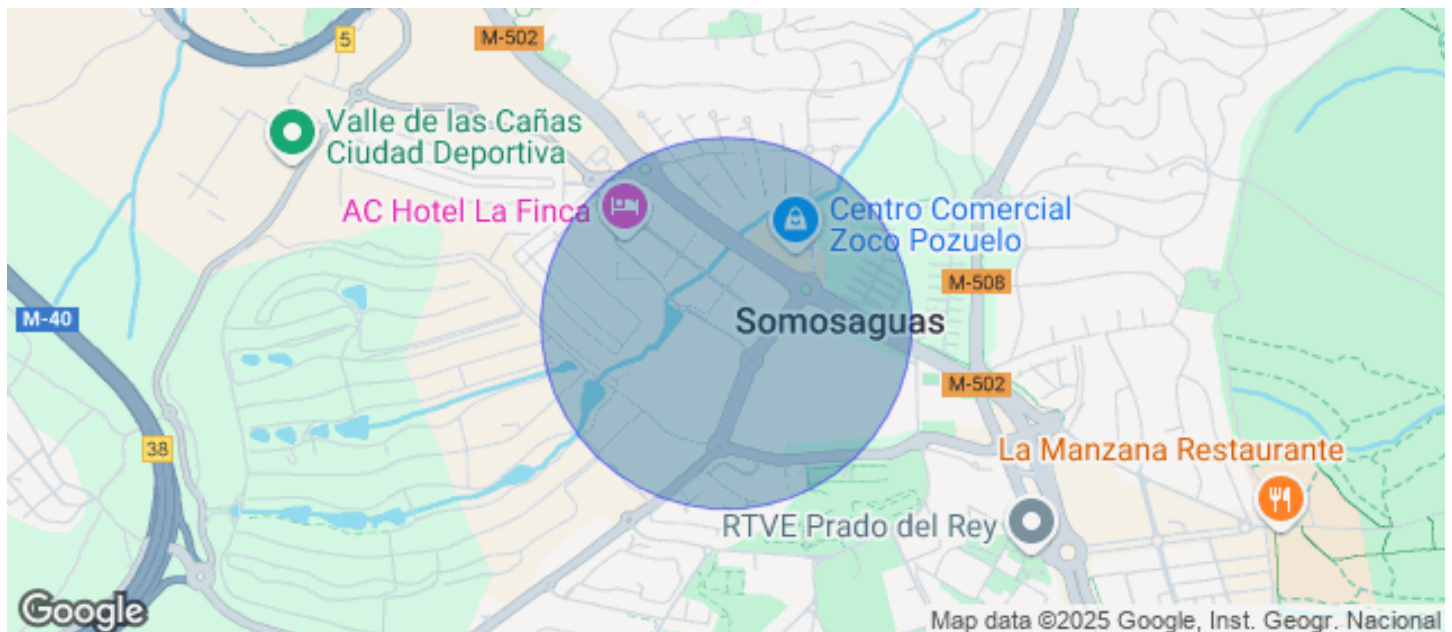 M-502
5
Valle de las Cañas
Ciudad Deportiva
AC Hotel La Finca
Centro Comercial
Zoco Pozuelo
M-508
M-40
Somosaguas
M-502
38
La Manzana Restaurante
RTVE Prado del Rey
Google
Map data ©2025 Google, Inst. Geogr. Nacional